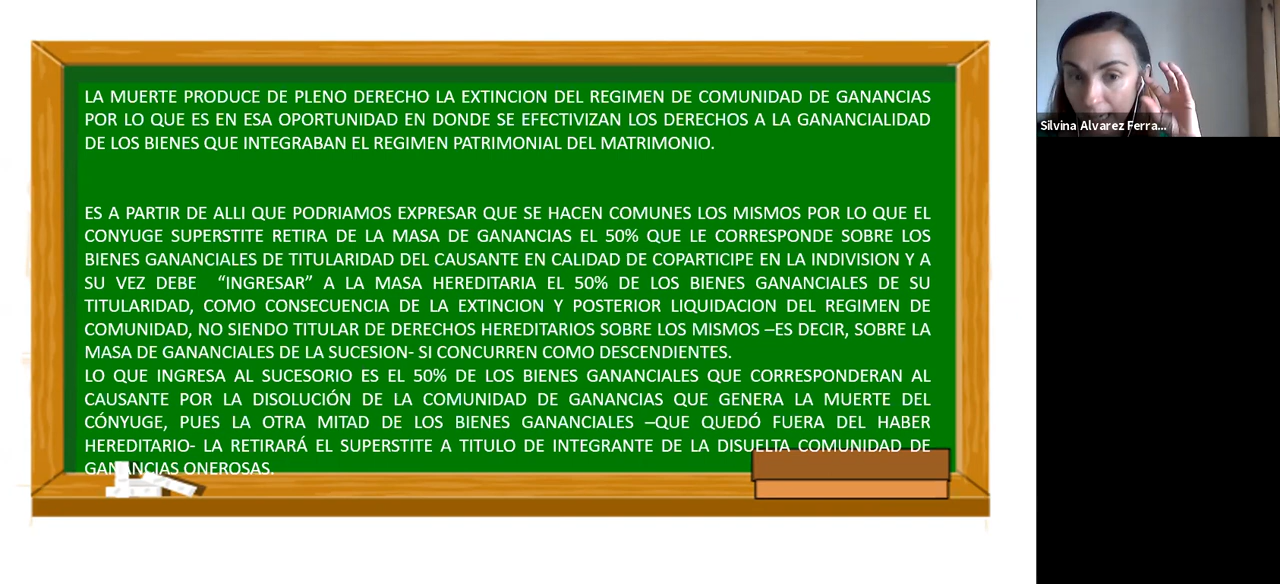 LA MUERTE PRODUCE DE PLENO DERECHO LA EXTINCION DEL REGIMEN DE COMUNIDAD DE GANANCIAS
POR LO QUE ES EN ESA OPORTUNIDAD EN DONDE SE EFECTIVIZAN LOS DERECHOS A LA GANANCIALIDAD
DE LOS BIENES QUE INTEGRABAN EL REGIMEN PATRIMONIAL DEL MATRIMONIO.
ES A PARTIR DE ALLI QUE PODRIAMOS EXPRESAR QUE SE HACEN COMUNES LOS MISMOS POR LO QUE EL
CONYUGE SUPERSTITE RETIRA DE LA MASA DE GANANCIAS EL 50% QUE LE CORRESPONDE SOBRE LOS
BIENES GANANCIALES DE TITULARIDAD DEL CAUSANTE EN CALIDAD DE COPARTICIPE EN LA INDIVISION Y A
SU VEZ DEBE “INGRESAR” A LA MASA HEREDITARIA EL 50% DE LOS BIENES GANANCIALES DE SU
TITULARIDAD, COMO CONSECUENCIA DE LA EXTINCION Y POSTERIOR LIQUIDACION DEL REGIMEN DE
COMUNIDAD, NO SIENDO TITULAR DE DERECHOS HEREDITARIOS SOBRE LOS MISMOS –ES DECIR, SOBRE LA
MASA DE GANANCIALES DE LA SUCESION- SI CONCURREN COMO DESCENDIENTES.
LO QUE INGRESA AL SUCESORIO ES EL 50% DE LOS BIENES GANANCIALES QUE CORRESPONDERAN AL
CAUSANTE POR LA DISOLUCIÓN DE LA COMUNIDAD DE GANANCIAS QUE GENERA LA MUERTE DEL
CÓNYUGE, PUES LA OTRA MITAD DE LOS BIENES GANANCIALES –QUE QUEDÓ FUERA DEL HABER
HEREDITARIO- LA RETIRARÁ EL SUPERSTITE A TITULO DE INTEGRANTE DE LA DISUELTA COMUNIDAD DE
GANANCIAS ONEROSAS.
Silvina Alvarez Ferra...